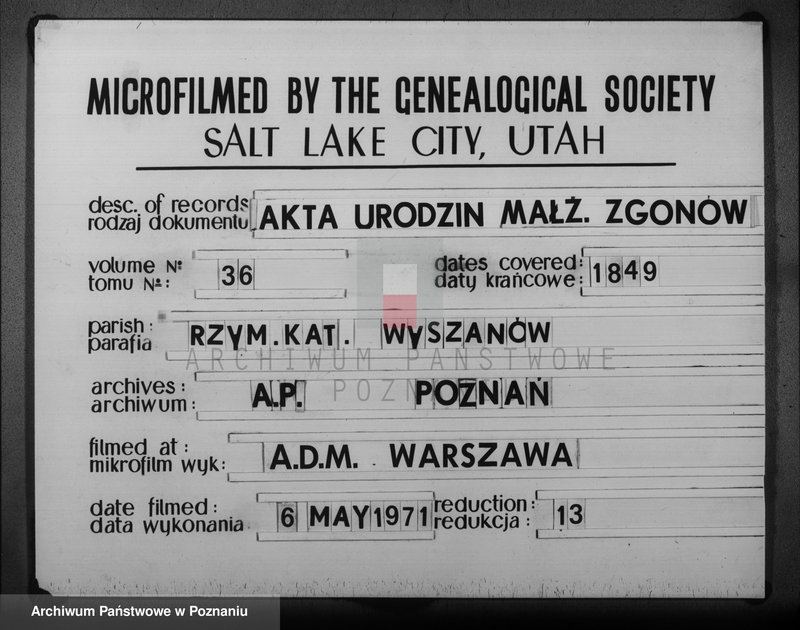 MICROFILMED BY THE GENEALOGICAL SOCIETY
SALT LAKE CITY, UTAH
desc. of records
rodzaj dokumentu AKTA URODZIN MAŁŻ. ZGONÓW
volume Nº
tomu Nº: 36
dates covered:
daty krańcowe: 1849
parish:
parafia RZYM. KAT. WYSZANÓW
ARCHIWUM PAŃSTWOWE
W POZNANIU
archives:
archiwum: A.P. POZNAŃ
filmed at:
mikrofilm wyk: A.D.M. WARSZAWA
date filmed:
data wykonania 6 MAY 1971
reduction:
redukcja: 13
Archiwum Państwowe w Poznaniu